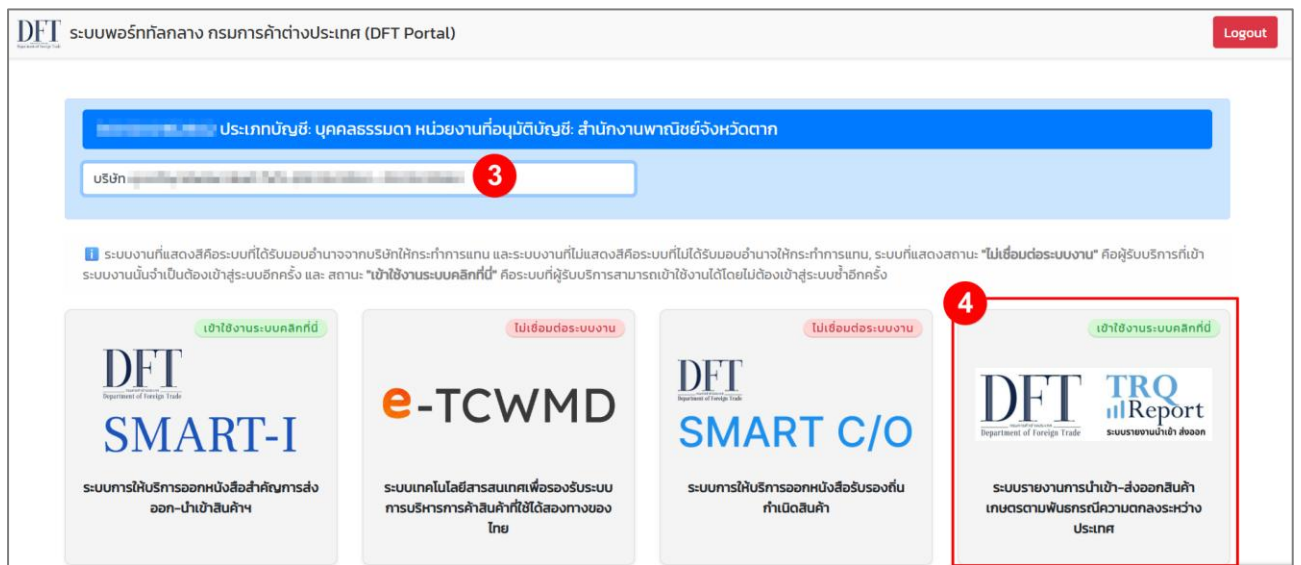 DFT ระบบพอร์ททัลกลาง กรมการค้าต่างประเทศ (DFT Portal)
Logout
ประเภทบัญชี: บุคคลธรรมดา หน่วยงานที่อนุมัติบัญชี: สำนักงานพาณิชย์จังหวัดตาก
บริษัท
3
ระบบงานที่แสดงสีคือระบบที่ได้รับมอบอำนาจจากบริษัทให้กระทำการแทน และระบบงานที่ไม่แสดงสีคือระบบที่ไม่ได้รับมอบอำนาจให้กระทำการแทน, ระบบที่แสดงสถานะ "ไม่เชื่อมต่อระบบงาน" คือผู้รับบริการที่เข้า
ระบบงานนั้นจำเป็นต้องเข้าสู่ระบบอีกครั้ง และ สถานะ "เข้าใช้งานระบบคลิกที่นี่" คือระบบที่ผู้รับบริการสามารถเข้าใช้งานได้โดยไม่ต้องเข้าสู่ระบบซ้ำอีกครั้ง
เข้าใช้งานระบบคลิกที่นี่
DFT
Department of Foreign Trade
SMART-I
ระบบการให้บริการออกหนังสือสำคัญการส่ง
ออก-นำเข้าสินค้าฯ
ไม่เชื่อมต่อระบบงาน
e-TCWMD
ระบบเทคโนโลยีสารสนเทศเพื่อรองรับระบบ
การบริหารการค้าสินค้าที่ใช้ได้สองทางของ
ไทย
ไม่เชื่อมต่อระบบงาน
DFT
Department of Foreign Trade
SMART C/O
ระบบการให้บริการออกหนังสือรับรองถิ่น
กำเนิดสินค้า
4
เข้าใช้งานระบบคลิกที่นี่
DFT
Department of Foreign Trade
TRQ
Report
ระบบรายงานนำเข้า ส่งออก
ระบบรายงานการนำเข้า-ส่งออกสินค้า
เกษตรตามพันธกรณีความตกลงระหว่าง
ประเทศ